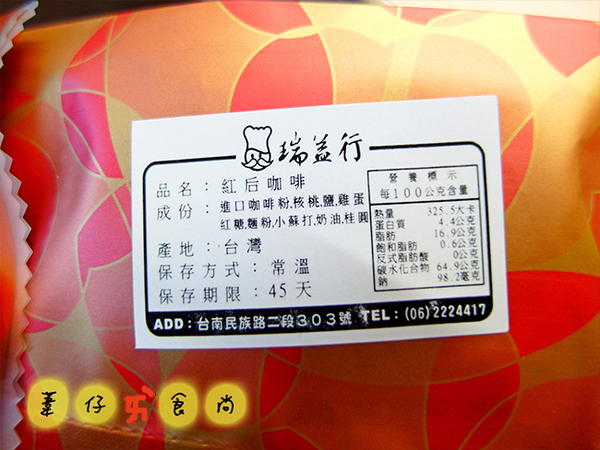 瑞益行
品名：紅后咖啡
成份：進口咖啡粉,核桃,鹽,雞蛋
紅糖,麵粉,小蘇打,奶油,桂圓
產地：台灣
保存方式：常溫
保存期限：45天
營養標示
每100公克含量
熱量 325.5大卡
蛋白質 4.4公克
脂肪 16.9公克
飽和脂肪 0.6公克
反式脂肪酸 0公克
碳水化合物 64.9公克
鈉 98.2毫克
ADD：台南民族路二段303號 TEL：(06)2224417
薰仔ㄞ食尚